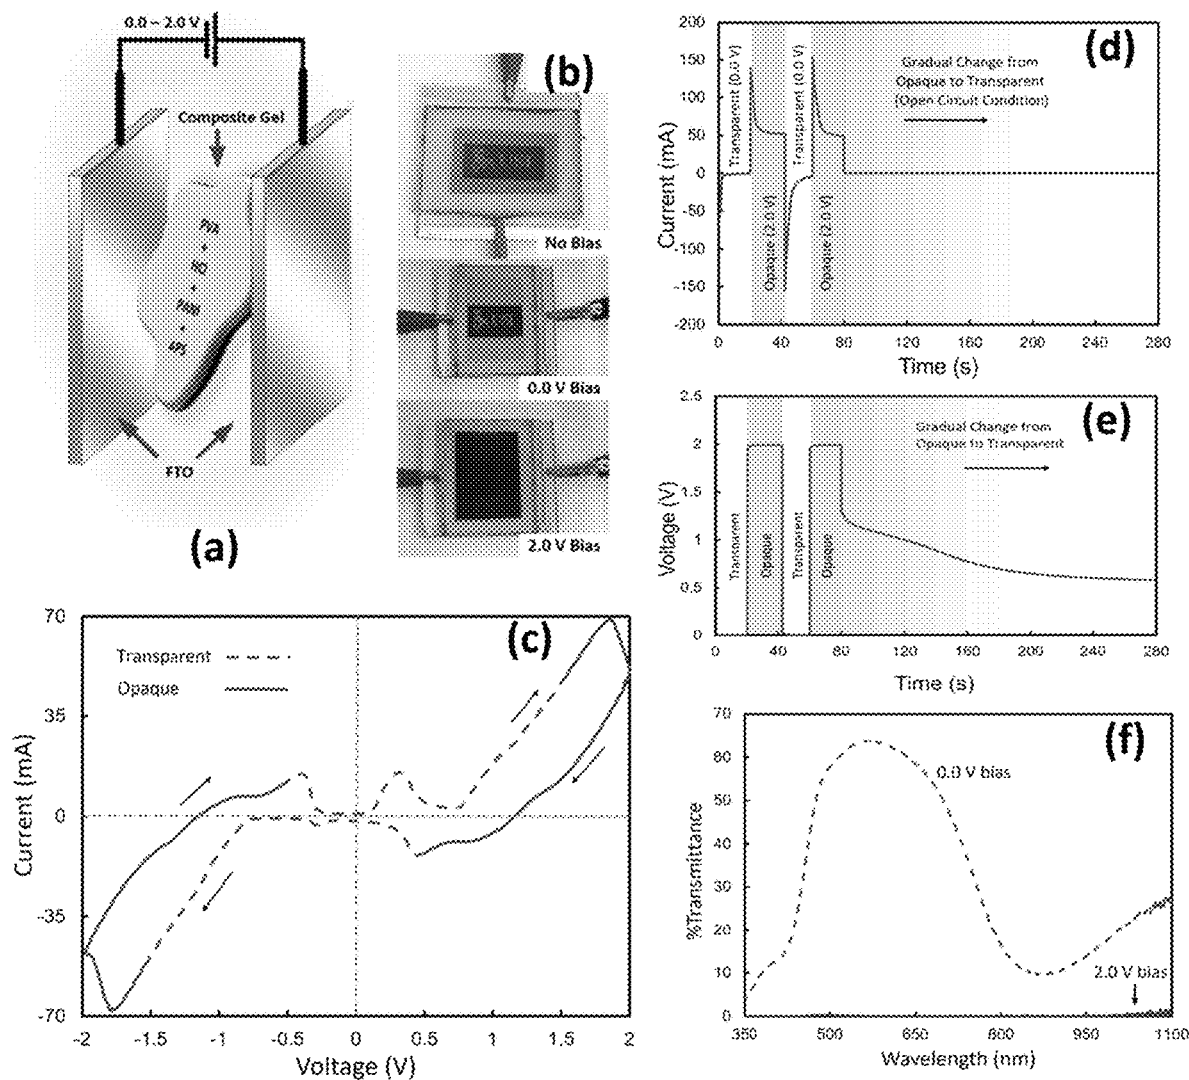 0.0 – 2.0 V
Composite Gel
PVA
+
+
PANI
+
APS
FTO
(a)
(b)
No Bias
0.0 V Bias
2.0 V Bias
(c)
Transparent
Opaque
Current (mA)
70
35
0
-35
-70
-2
-1.5
-1
-0.5
0
0.5
1
1.5
2
Voltage (V)
(d)
Gradual Change from
Opaque to Transparent
(Open Circuit Condition)
Transparent (0.0 V)
Opaque (2.0 V)
Transparent (0.0 V)
Opaque (2.0 V)
Current (mA)
200
150
100
50
0
-50
-100
-150
-200
0
40
80
120
160
200
240
280
Time (s)
(e)
Gradual Change from
Opaque to Transparent
Transparent
Opaque
Transparent
Opaque
Voltage (V)
2.5
2
1.5
1
0.5
0
0
40
80
120
160
200
240
280
Time (s)
(f)
0.0 V bias
2.0 V bias
%Transmittance
70
60
50
40
30
20
10
0
350
500
650
800
950
1100
Wavelength (nm)